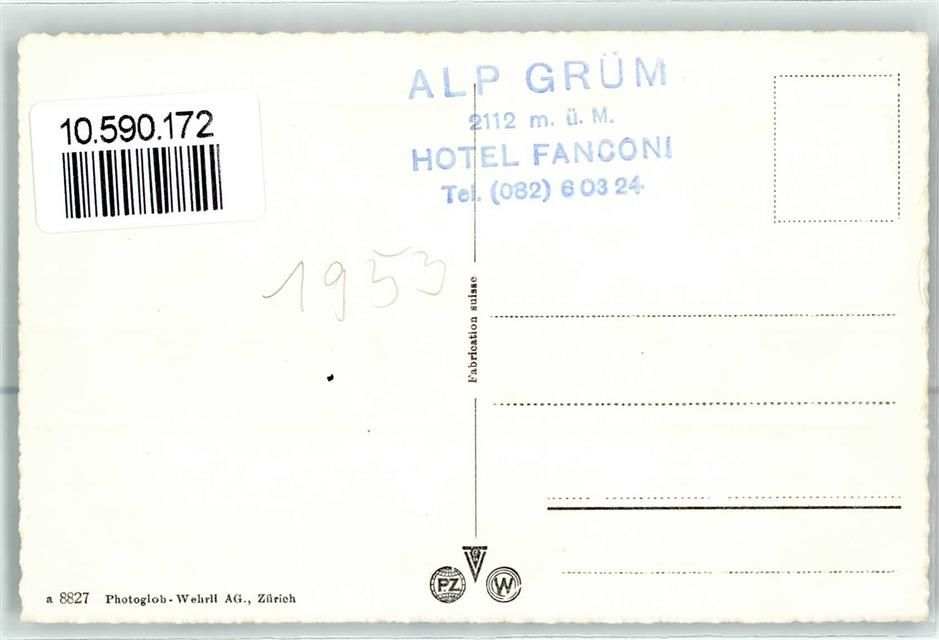 10.590.172
ALP GRÜM
2112 m. ü. M.
HOTEL FANCONI
Tel. (082) 6 03 24
1953
Fabrication suisse
PZ
W
a 8827 Photoglob-Wehrli AG., Zürich